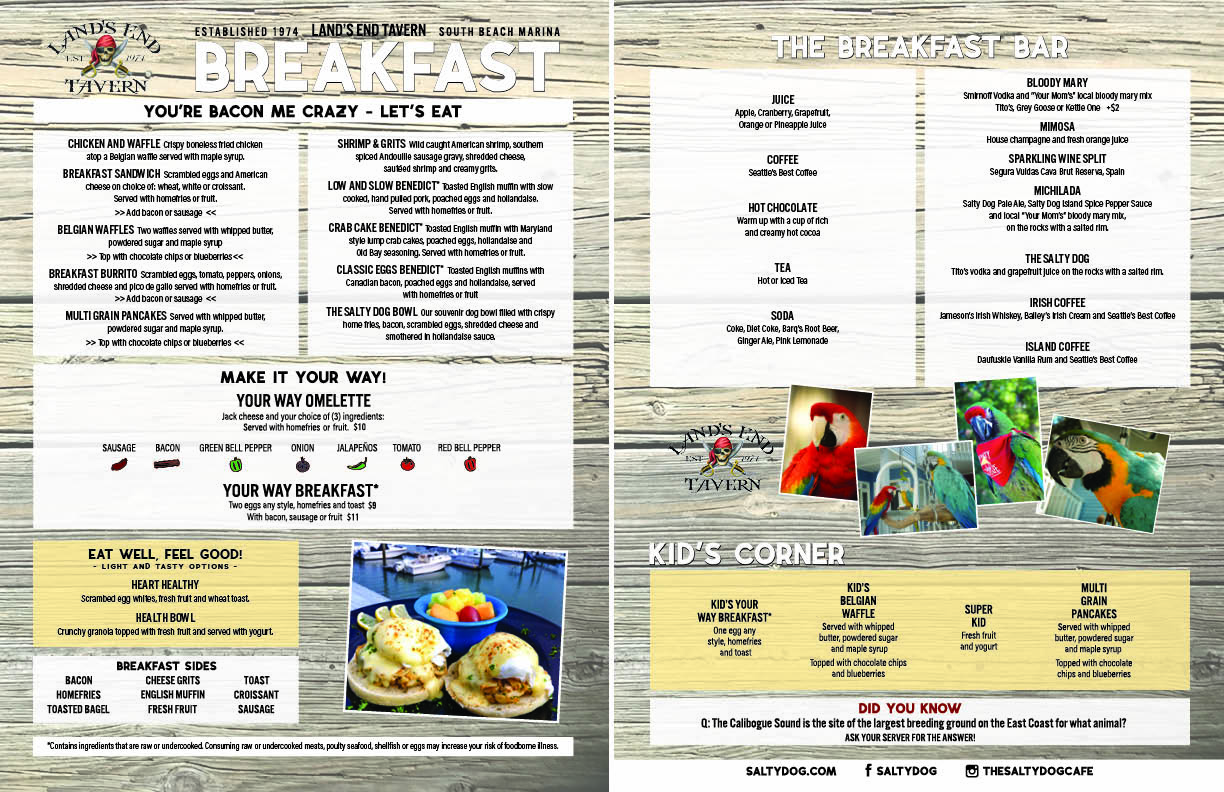 LAND'S END
EST 1974
TAVERN
ESTABLISHED 1974 LAND'S END TAVERN SOUTH BEACH MARINA
BREAKFAST
YOU'RE BACON ME CRAZY - LET'S EAT
CHICKEN AND WAFFLE Crispy boneless fried chicken
atop a Belgian waffle served with maple syrup.
BREAKFAST SANDWICH Scrambled eggs and American
cheese on choice of: wheat, white or croissant.
Served with homefries or fruit.
>> Add bacon or sausage <<
BELGIAN WAFFLES Two waffles served with whipped butter,
powdered sugar and maple syrup
>> Top with chocolate chips or blueberries<<
BREAKFAST BURRITO Scrambled eggs, tomato, peppers, onions,
shredded cheese and pico de gallo served with homefries or fruit.
>> Add bacon or sausage <<
MULTI GRAIN PANCAKES Served with whipped butter,
powdered sugar and maple syrup.
>> Top with chocolate chips or blueberries <<
SHRIMP & GRITS Wild caught American shrimp, southern
spiced Andouille sausage gravy, shredded cheese,
sautéed shrimp and creamy grits.
LOW AND SLOW BENEDICT* Toasted English muffin with slow
cooked, hand pulled pork, poached eggs and hollandaise.
Served with homefries or fruit.
CRAB CAKE BENEDICT* Toasted English muffin with Maryland
style lump crab cakes, poached eggs, hollandaise and
Old Bay seasoning. Served with homefries or fruit.
CLASSIC EGGS BENEDICT* Toasted English muffins with
Canadian bacon, poached eggs and hollandaise, served
with homefries or fruit
THE SALTY DOG BOWL Our souvenir dog bowl filled with crispy
home fries, bacon, scrambled eggs, shredded cheese and
smothered in hollandaise sauce.
MAKE IT YOUR WAY!
YOUR WAY OMELETTE
Jack cheese and your choice of (3) ingredients:
Served with homefries or fruit. $10
SAUSAGE BACON GREEN BELL PEPPER ONION JALAPEÑOS TOMATO RED BELL PEPPER
YOUR WAY BREAKFAST*
Two eggs any style, homefries and toast $9
With bacon, sausage or fruit $11
EAT WELL, FEEL GOOD!
- LIGHT AND TASTY OPTIONS -
HEART HEALTHY
Scrambed egg whites, fresh fruit and wheat toast.
HEALTH BOWL
Crunchy granola topped with fresh fruit and served with yogurt.
BREAKFAST SIDES
BACON CHEESE GRITS TOAST
HOMEFRIES ENGLISH MUFFIN CROISSANT
TOASTED BAGEL FRESH FRUIT SAUSAGE
*Contains ingredients that are raw or undercooked. Consuming raw or undercooked meats, poulty seafood, shellfish or eggs may increase your risk of foodborne illness.
THE BREAKFAST BAR
JUICE
Apple, Cranberry, Grapefruit,
Orange or Pineapple Juice
COFFEE
Seattle's Best Coffee
HOT CHOCOLATE
Warm up with a cup of rich
and creamy hot cocoa
TEA
Hot or Iced Tea
SODA
Coke, Diet Coke, Barq's Root Beer,
Ginger Ale, Pink Lemonade
BLOODY MARY
Smirnoff Vodka and "Your Mom's" local bloody mary mix
Tito's, Grey Goose or Kettle One +$2
MIMOSA
House champagne and fresh orange juice
SPARKLING WINE SPLIT
Segura Vuidas Cava Brut Reserva, Spain
MICHILADA
Salty Dog Pale Ale, Salty Dog Island Spice Pepper Sauce
and local "Your Mom's" bloody mary mix,
on the rocks with a salted rim.
THE SALTY DOG
Tito's vodka and grapefruit juice on the rocks with a salted rim.
IRISH COFFEE
Jameson's Irish Whiskey, Bailey's Irish Cream and Seattle's Best Coffee
ISLAND COFFEE
Daufuskie Vanilla Rum and Seattle's Best Coffee
LAND'S END
EST 1974
TAVERN
KID'S CORNER
KID'S YOUR
WAY BREAKFAST*
One egg any
style, homefries
and toast
KID'S
BELGIAN
WAFFLE
Served with whipped
butter, powdered sugar
and maple syrup
Topped with chocolate chips
and blueberries
SUPER
KID
Fresh fruit
and yogurt
MULTI
GRAIN
PANCAKES
Served with whipped
butter, powdered sugar
and maple syrup
Topped with chocolate
chips and blueberries
DID YOU KNOW
Q: The Calibogue Sound is the site of the largest breeding ground on the East Coast for what animal?
ASK YOUR SERVER FOR THE ANSWER!
SALTYDOG.COM f SALTYDOG THESALTYDOGCAFE